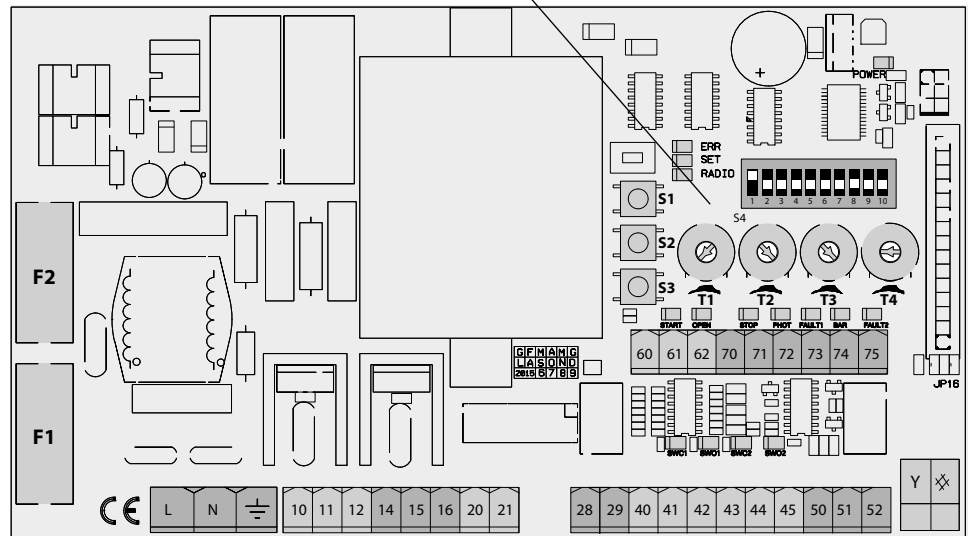 POWER
ERR
SET
RADIO
1 2 3 4 5 6 7 8 9 10
S4
S1
S2
S3
T1 T2 T3 T4
START OPEN STOP PHOT FAULT1 BAR FAULT2
60 61 62 70 71 72 73 74 75
F2
F1
G F M A M G
L A S O N D
2015 6 7 8 9
JP16
SWC1 SWO1 SWC2 SWO2
Y
CE
L N
10 11 12 14 15 16 20 21
28 29 40 41 42 43 44 45 50 51 52